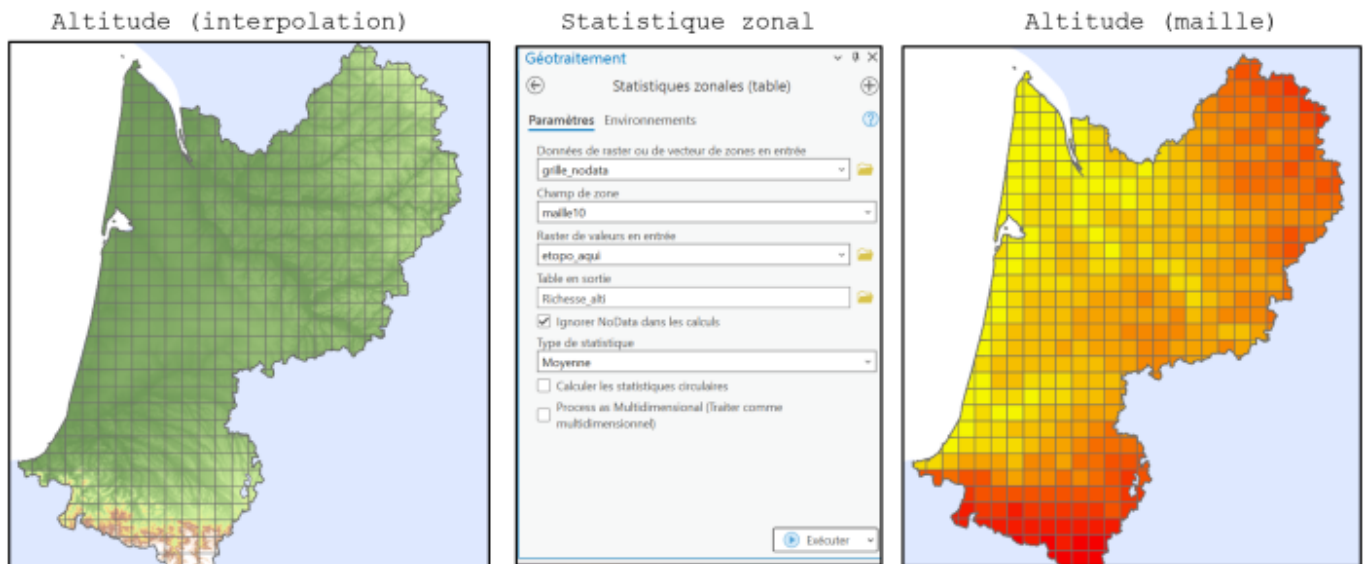 Altitude (interpolation)
Statistique zonal
Altitude (maille)
Géotraitement
Statistiques zonales (table)
Paramètres Environnements
Données de raster ou de vecteur de zones en entrée
grille_nodata
Champ de zone
maille10
Raster de valeurs en entrée
etopo_aqui
Table en sortie
Richesse_alti
Ignorer NoData dans les calculs
Type de statistique
Moyenne
Calculer les statistiques circulaires
Process as Multidimensional (Traiter comme
multidimensionnel)
Exécuter